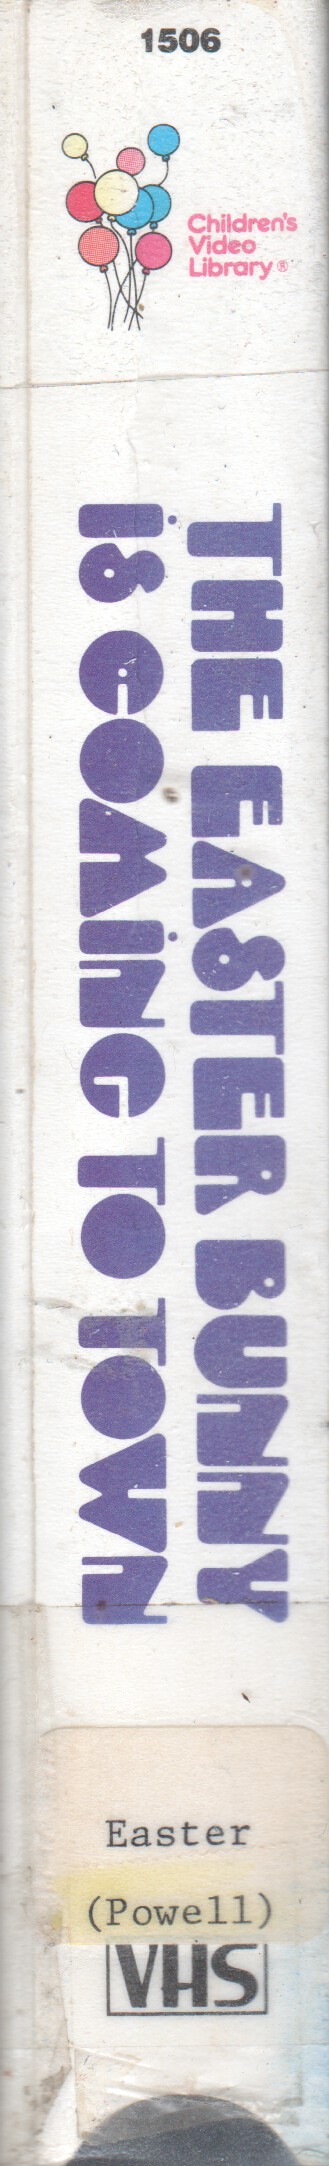 1506
Children's
Video
Library®
THE EASTER BUNNY
iS COMiNG TO TOWN
Easter
(Powell)
VHS